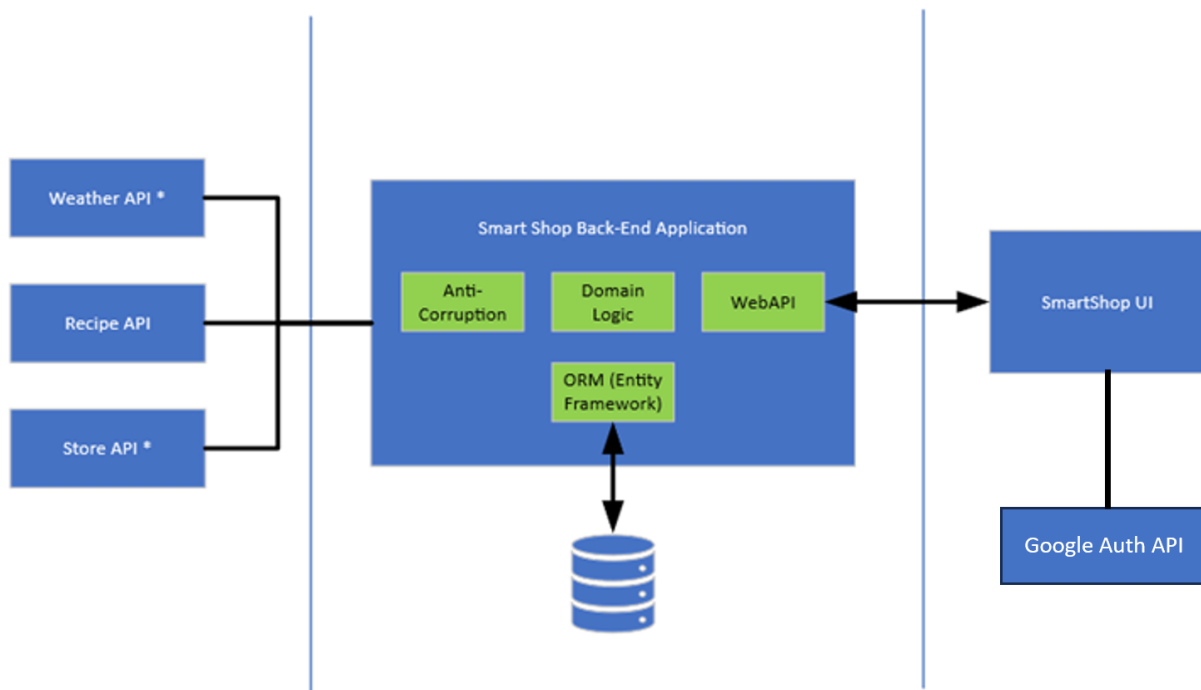 Weather API *
Recipe API
Store API *
Smart Shop Back-End Application
Anti-
Corruption
Domain
Logic
WebAPI
ORM (Entity
Framework)
SmartShop UI
Google Auth API